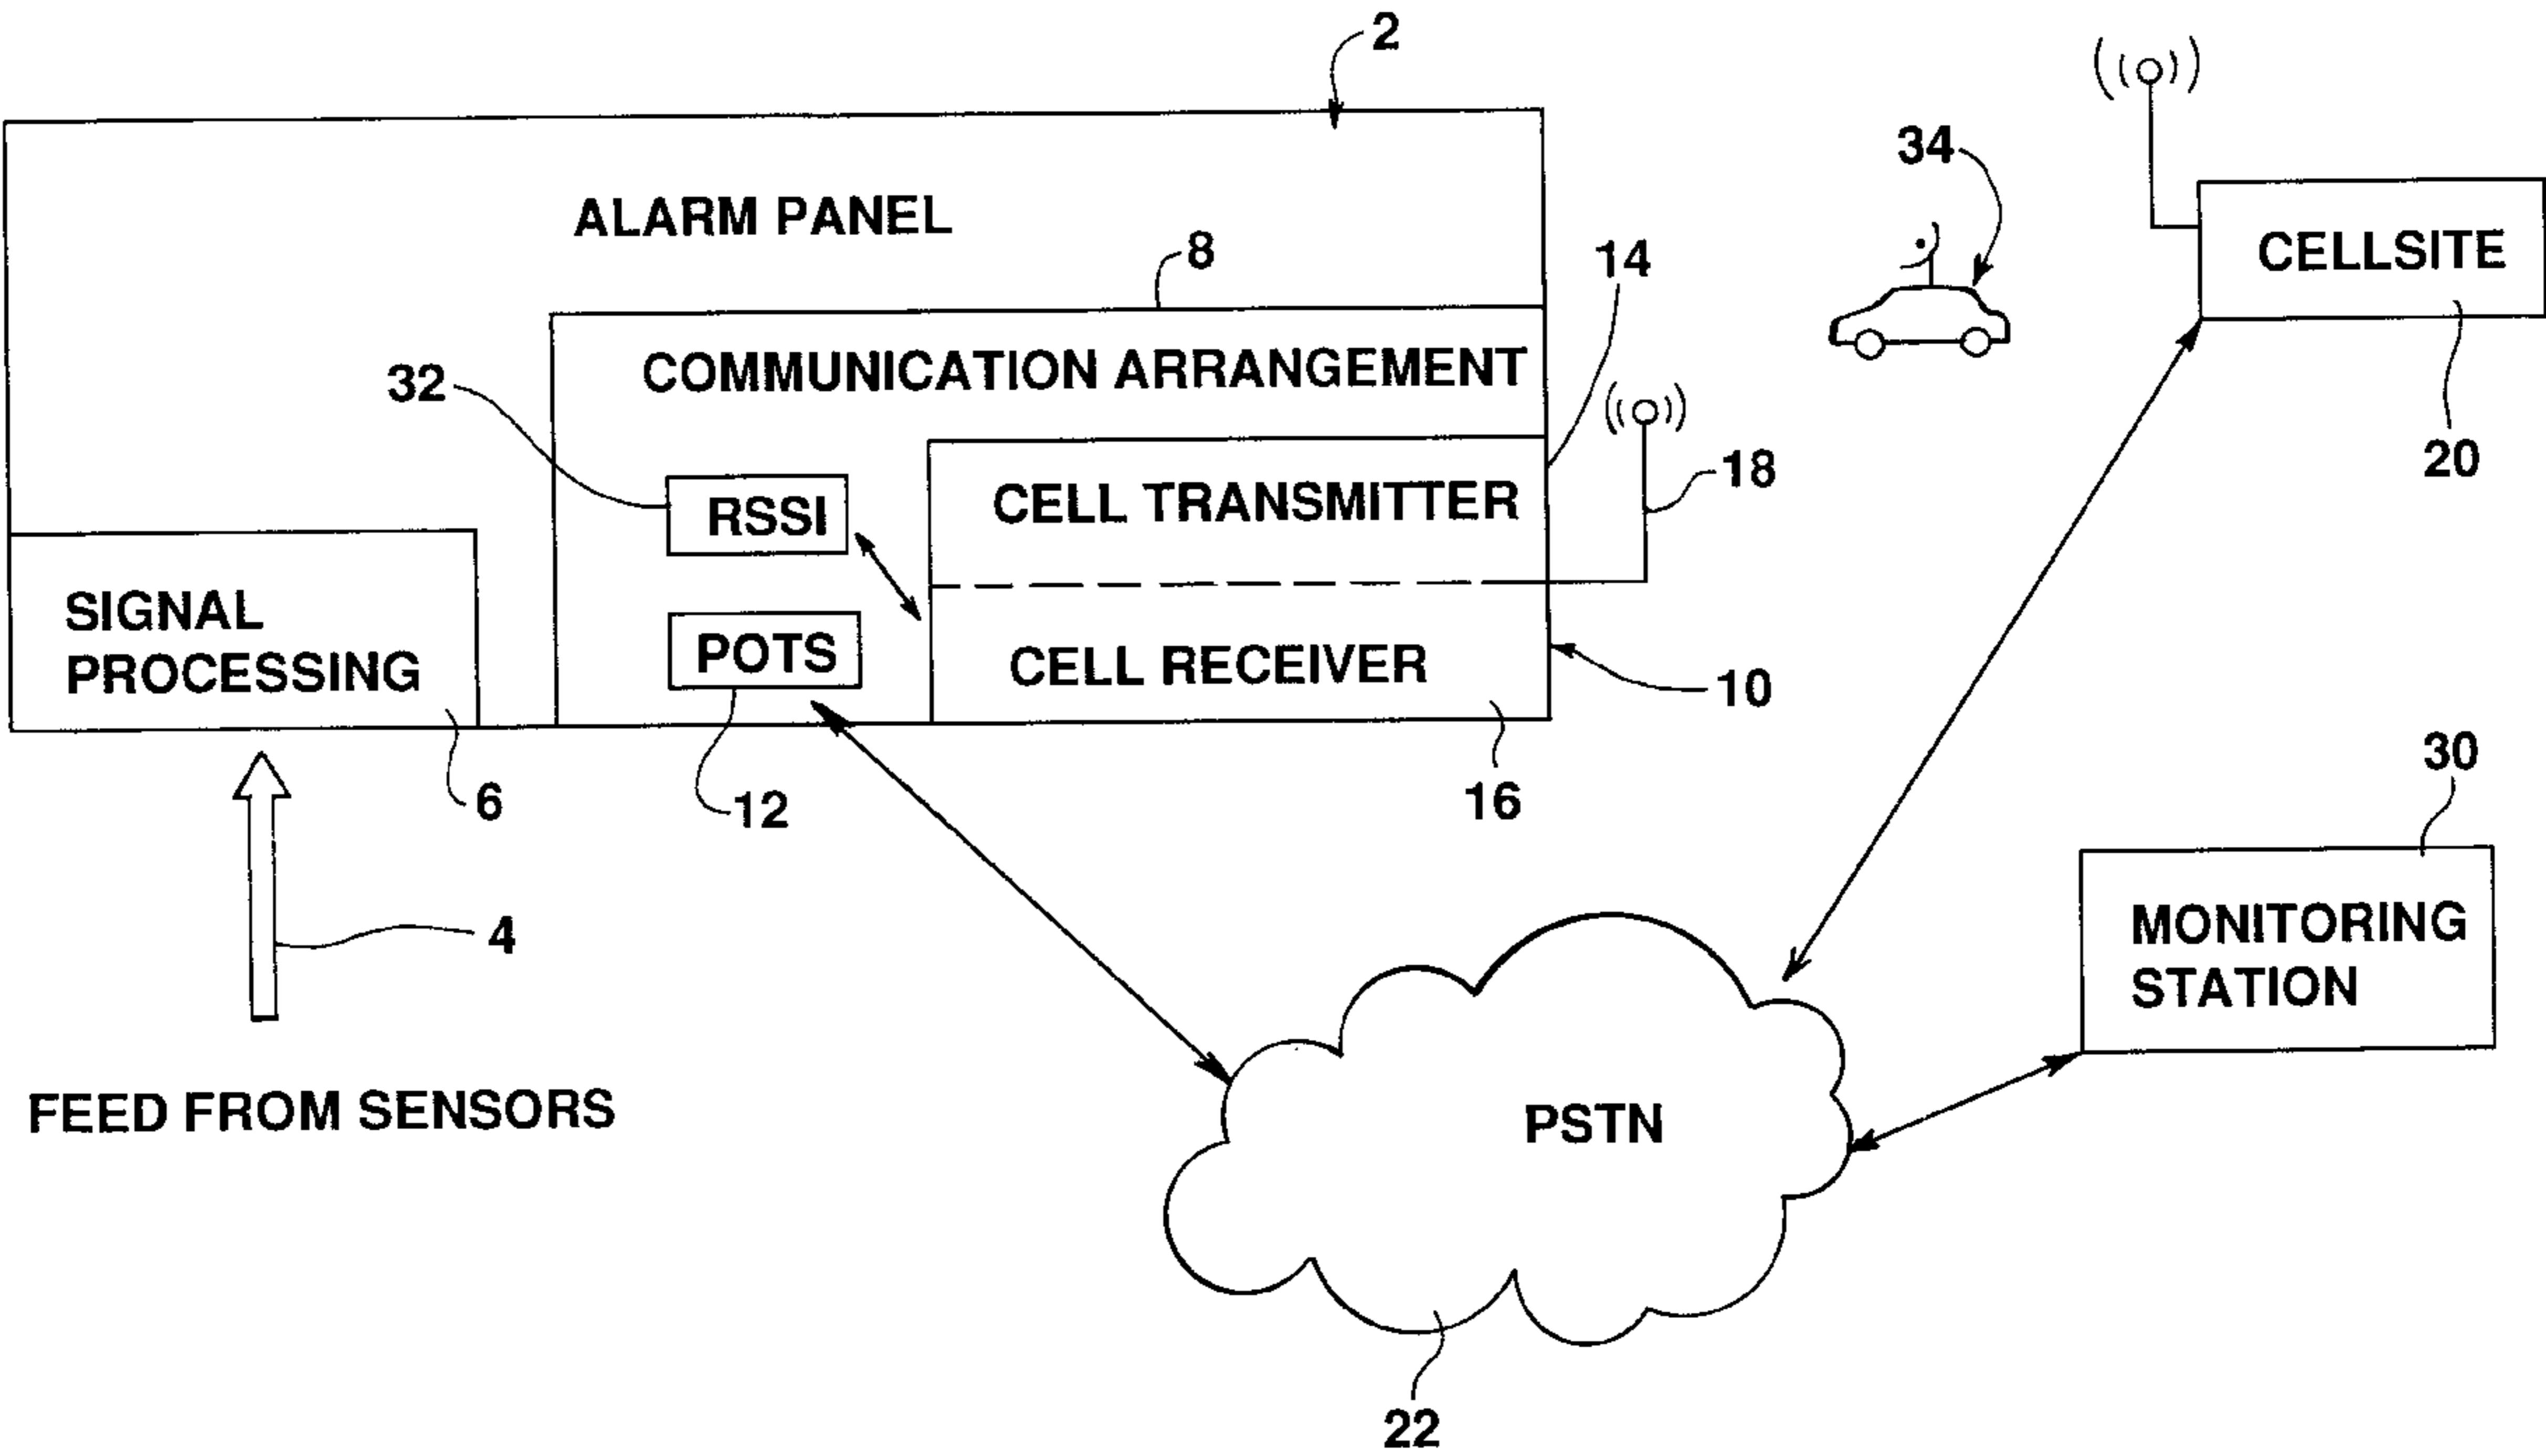 2
34
ALARM PANEL
8
14
CELLSITE
COMMUNICATION ARRANGEMENT
32
20
18
CELL TRANSMITTER
RSSI
SIGNAL
PROCESSING
POTS
CELL RECEIVER
10
30
6
12
16
4
MONITORING
STATION
FEED FROM SENSORS
PSTN
22